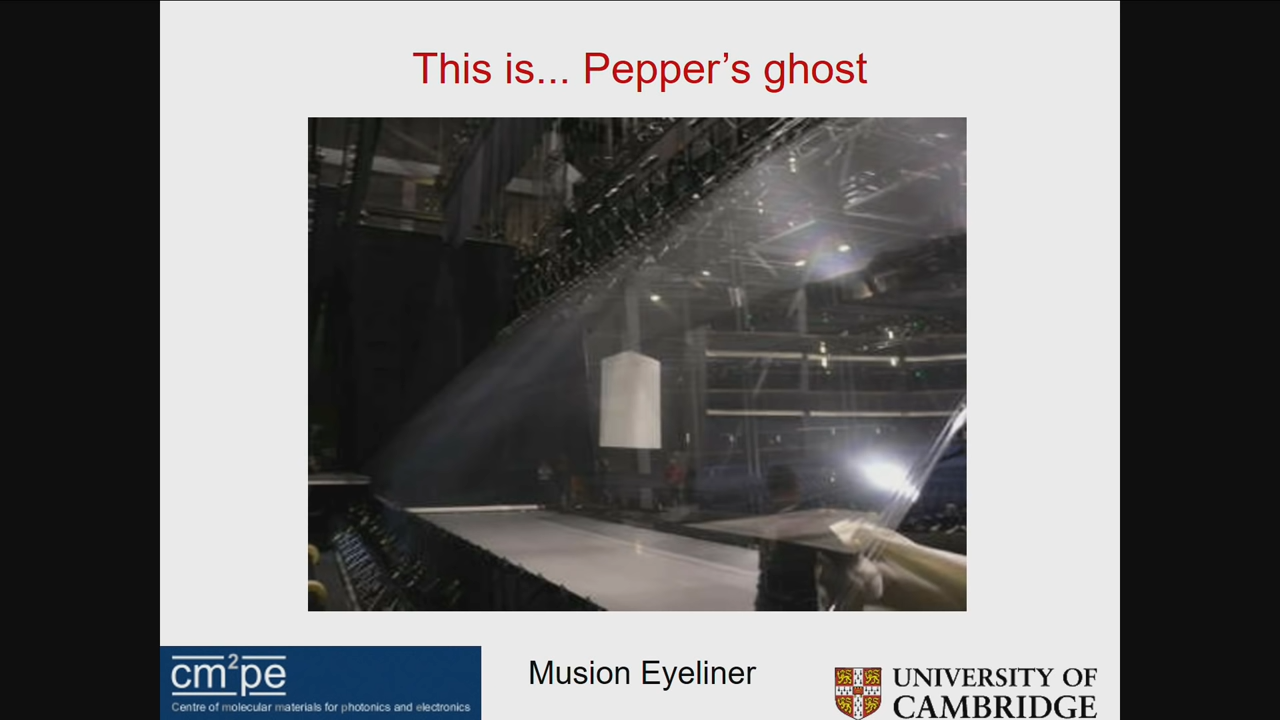 This is... Pepper's ghost
cm²pe
Centre of molecular materials for photonics and electronics
Musion Eyeliner
UNIVERSITY OF
CAMBRIDGE